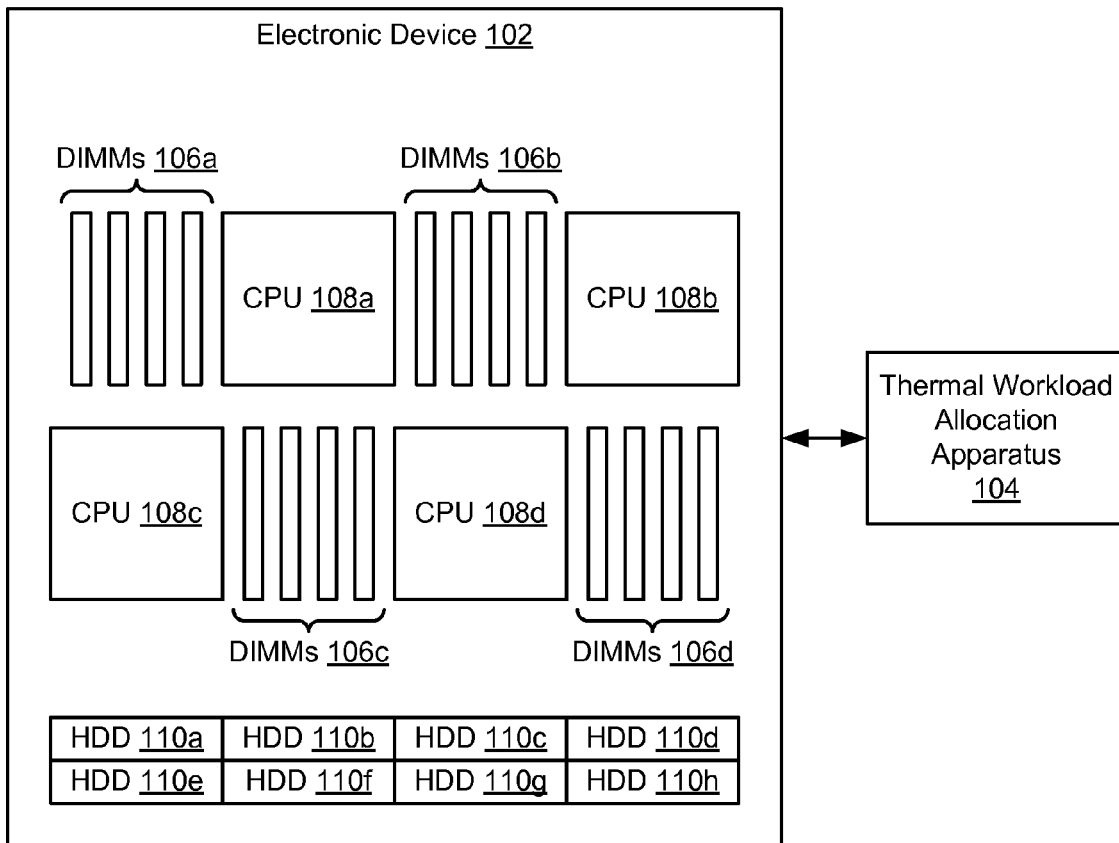 Electronic Device 102
DIMMs 106a
DIMMs 106b
CPU 108a
CPU 108b
Thermal Workload
Allocation
Apparatus
104
CPU 108c
CPU 108d
DIMMs 106c
DIMMs 106d
HDD 110a
HDD 110b
HDD 110c
HDD 110d
HDD 110e
HDD 110f
HDD 110g
HDD 110h